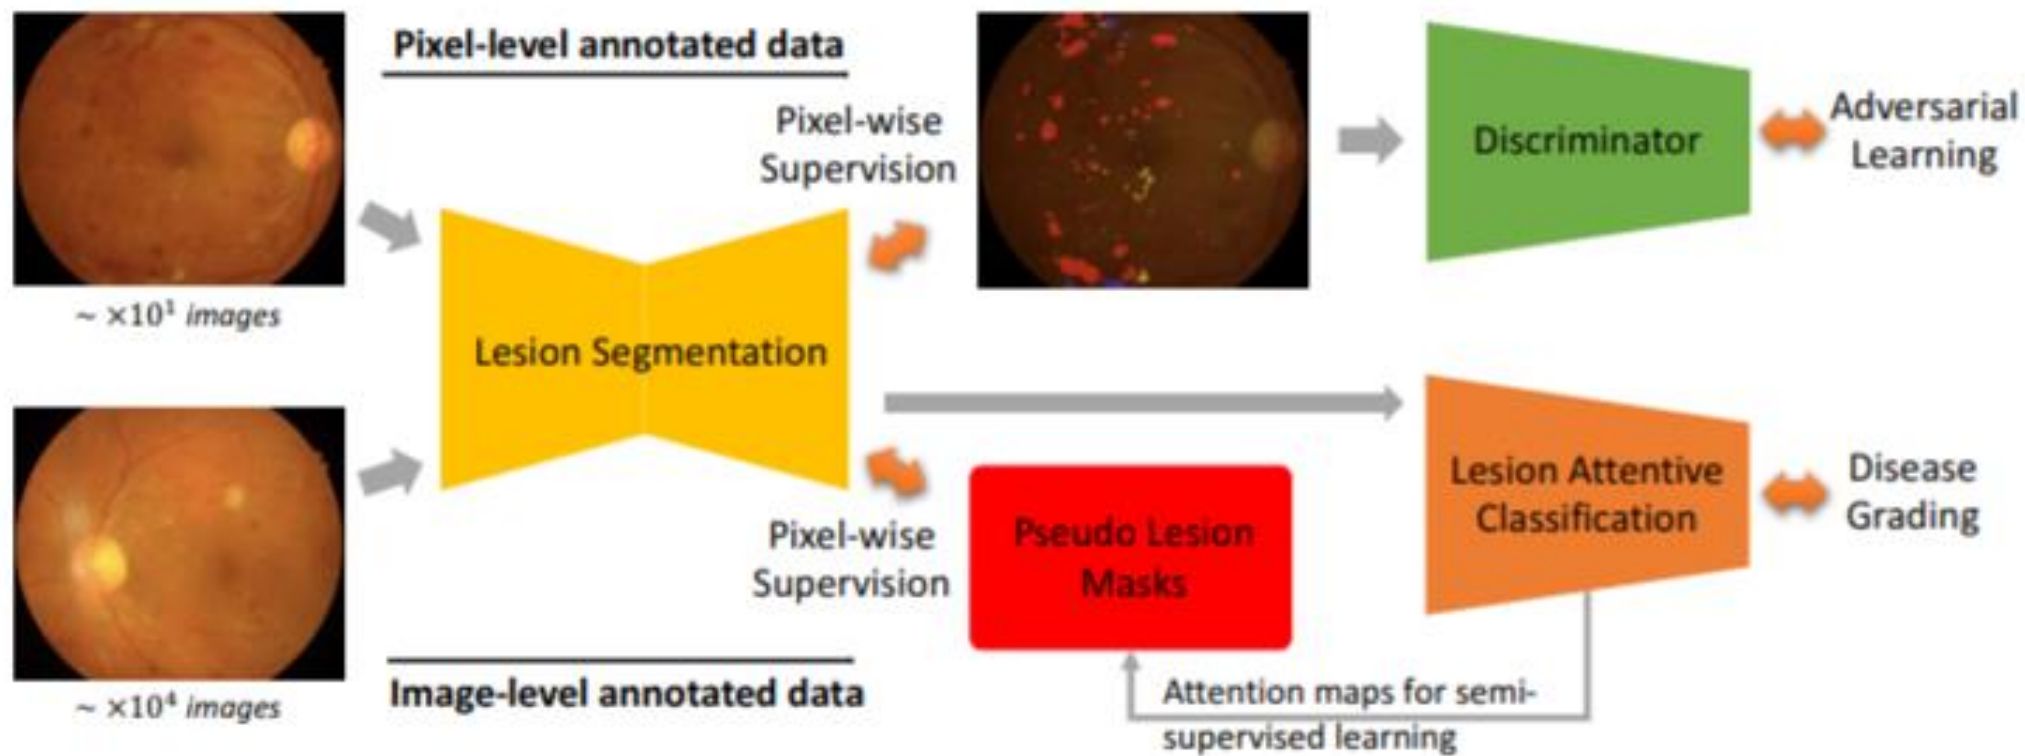 Pixel-level annotated data
Pixel-wise
Supervision
Discriminator
Adversarial
Learning
~ ×10¹ images
Lesion Segmentation
Lesion Attentive
Classification
Disease
Grading
Pixel-wise
Supervision
Pseudo Lesion
Masks
Image-level annotated data
~ ×10⁴ images
Attention maps for semi-
supervised learning